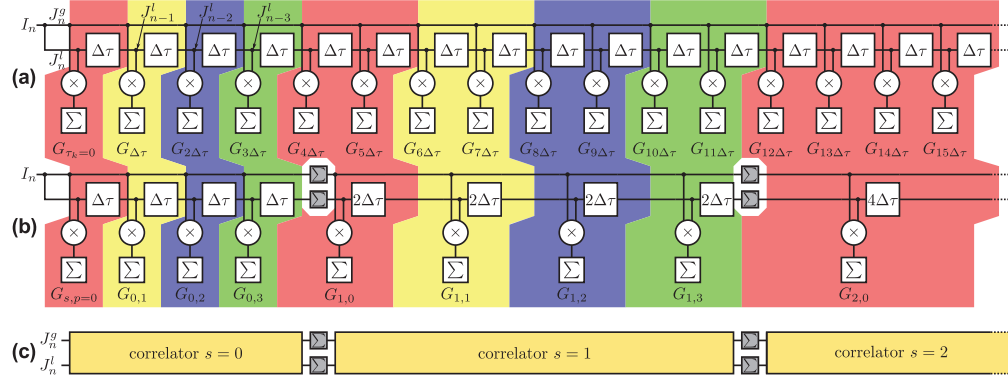 J_n^g J_{n-1}^l J_{n-2}^l J_{n-3}^l
I_n
J_n^l Δτ Δτ Δτ Δτ Δτ Δτ Δτ Δτ Δτ Δτ Δτ Δτ Δτ Δτ Δτ Δτ
(a) × × × × × × × × × × × × × × × ×
Σ Σ Σ Σ Σ Σ Σ Σ Σ Σ Σ Σ Σ Σ Σ Σ
G_{τ_k=0} G_{Δτ} G_{2Δτ} G_{3Δτ} G_{4Δτ} G_{5Δτ} G_{6Δτ} G_{7Δτ} G_{8Δτ} G_{9Δτ} G_{10Δτ} G_{11Δτ} G_{12Δτ} G_{13Δτ} G_{14Δτ} G_{15Δτ}
I_n Σ Σ
Δτ Δτ Δτ Δτ Σ 2Δτ 2Δτ 2Δτ 2Δτ Σ 4Δτ
(b) × × × × × × × × ×
Σ Σ Σ Σ Σ Σ Σ Σ Σ
G_{s,p=0} G_{0,1} G_{0,2} G_{0,3} G_{1,0} G_{1,1} G_{1,2} G_{1,3} G_{2,0}
J_n^g Σ Σ
(c) correlator s = 0 correlator s = 1 correlator s = 2
J_n^l Σ Σ